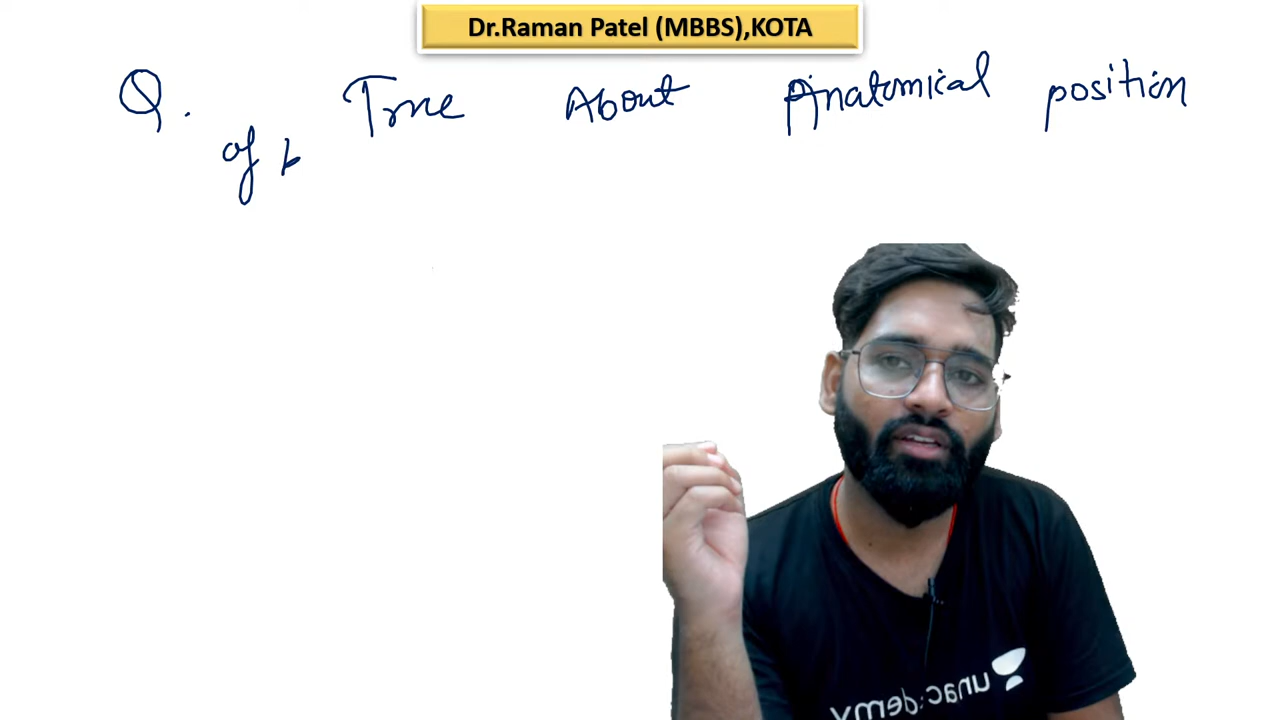 Dr.Raman Patel (MBBS),KOTA
Q. True About Anatomical position
of b
unacademy